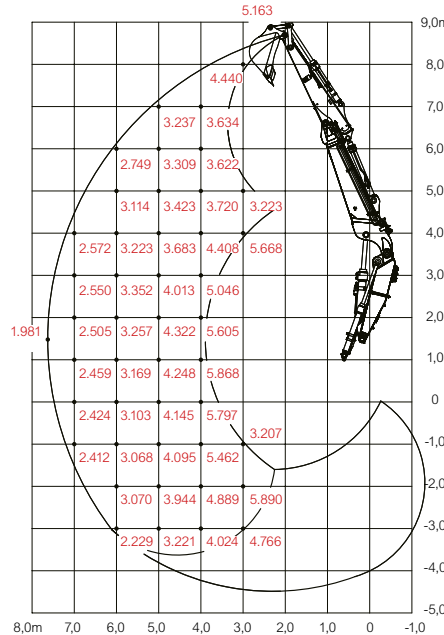 5.163
9,0m
8,0
4.440
7,0
3.237 3.634
6,0
2.749 3.309 3.622
5,0
3.114 3.423 3.720 3.223
4,0
2.572 3.223 3.683 4.408 5.668
3,0
2.550 3.352 4.013 5.046
2,0
1.981 2.505 3.257 4.322 5.605
1,0
2.459 3.169 4.248 5.868
0
2.424 3.103 4.145 5.797
3.207
-1,0
2.412 3.068 4.095 5.462
-2,0
3.070 3.944 4.889 5.890
-3,0
2.229 3.221 4.024 4.766
-4,0
-5,0
8,0m 7,0 6,0 5,0 4,0 3,0 2,0 1,0 0 -1,0